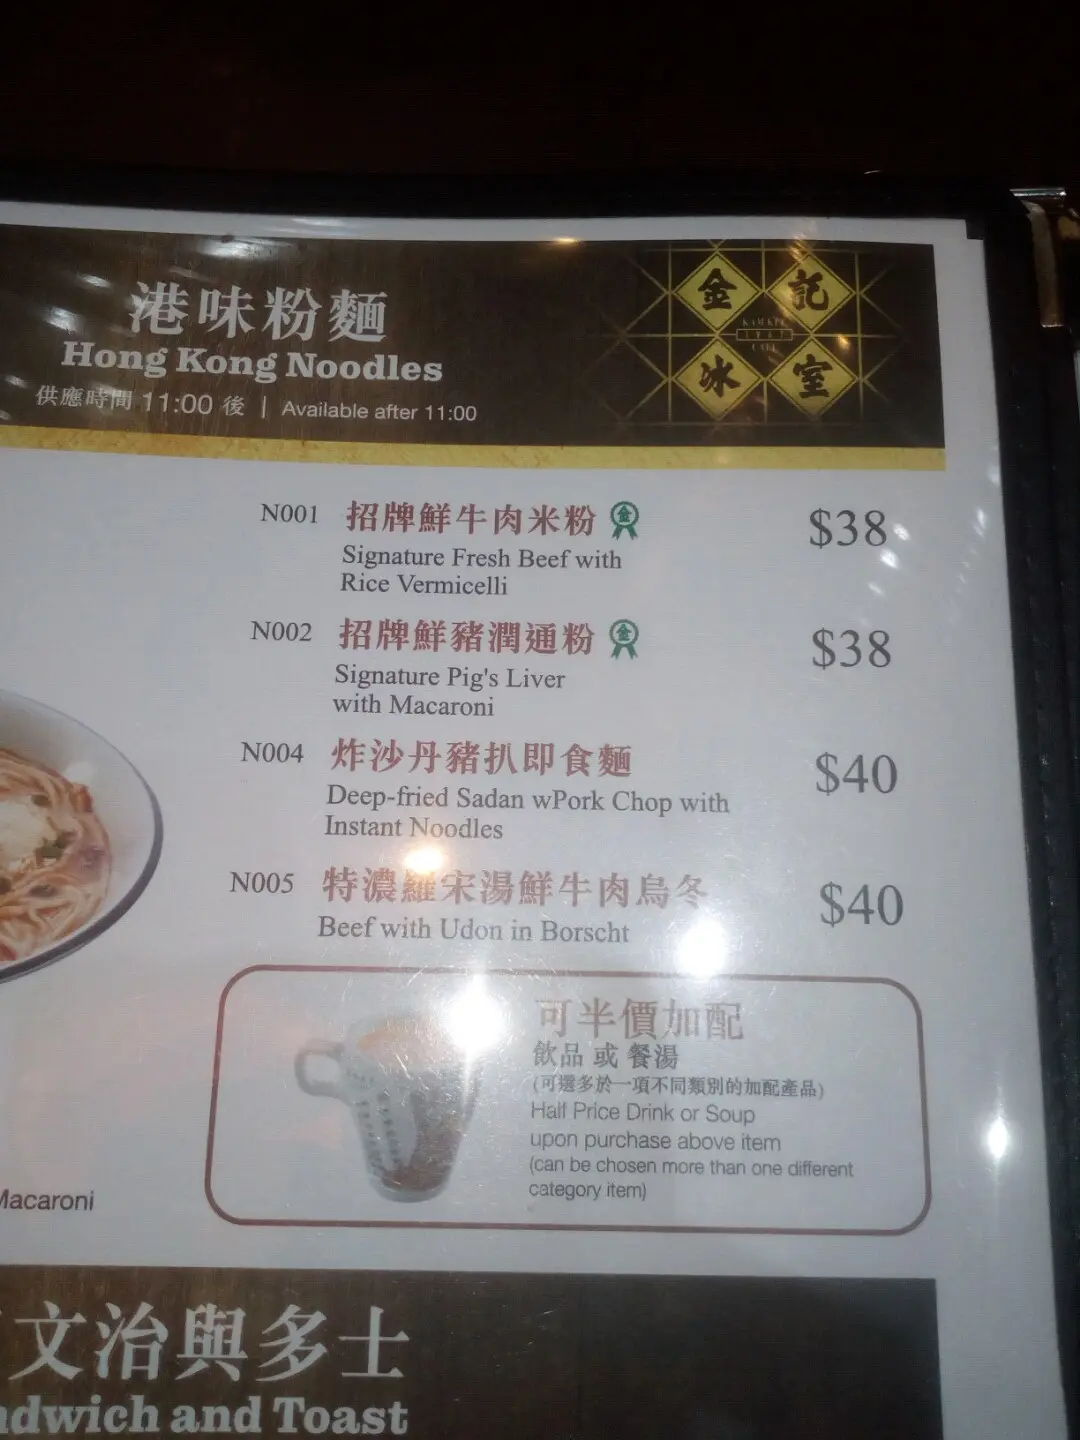 港味粉麵
Hong Kong Noodles
供應時間 11:00 後 | Available after 11:00
金記
冰室
N001 招牌鮮牛肉米粉 金 $38
Signature Fresh Beef with
Rice Vermicelli
N002 招牌鮮豬潤通粉 金 $38
Signature Pig's Liver
with Macaroni
N004 炸沙丹豬扒即食麵 $40
Deep-fried Sadan wPork Chop with
Instant Noodles
N005 特濃羅宋湯鮮牛肉烏冬 $40
Beef with Udon in Borscht
可半價加配
飲品 或 餐湯
(可選多於一項不同類別的加配產品)
Half Price Drink or Soup
upon purchase above item
(can be chosen more than one different
category item)
Macaroni
文治與多士
ndwich and Toast